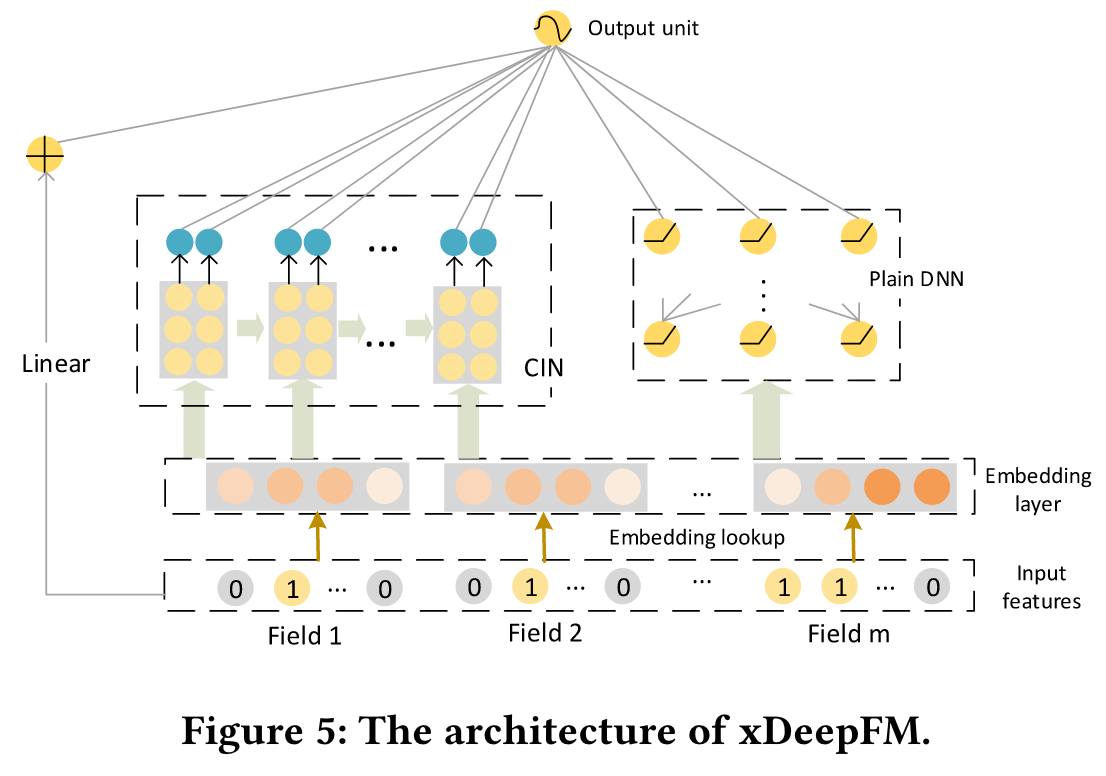 Output unit
...
Plain DNN
Linear
...
CIN
...
Embedding
layer
Embedding lookup
0 1 ... 0 0 1 ... 0 ... 1 1 ... 0
Input
features
Field 1 Field 2 Field m
Figure 5: The architecture of xDeepFM.